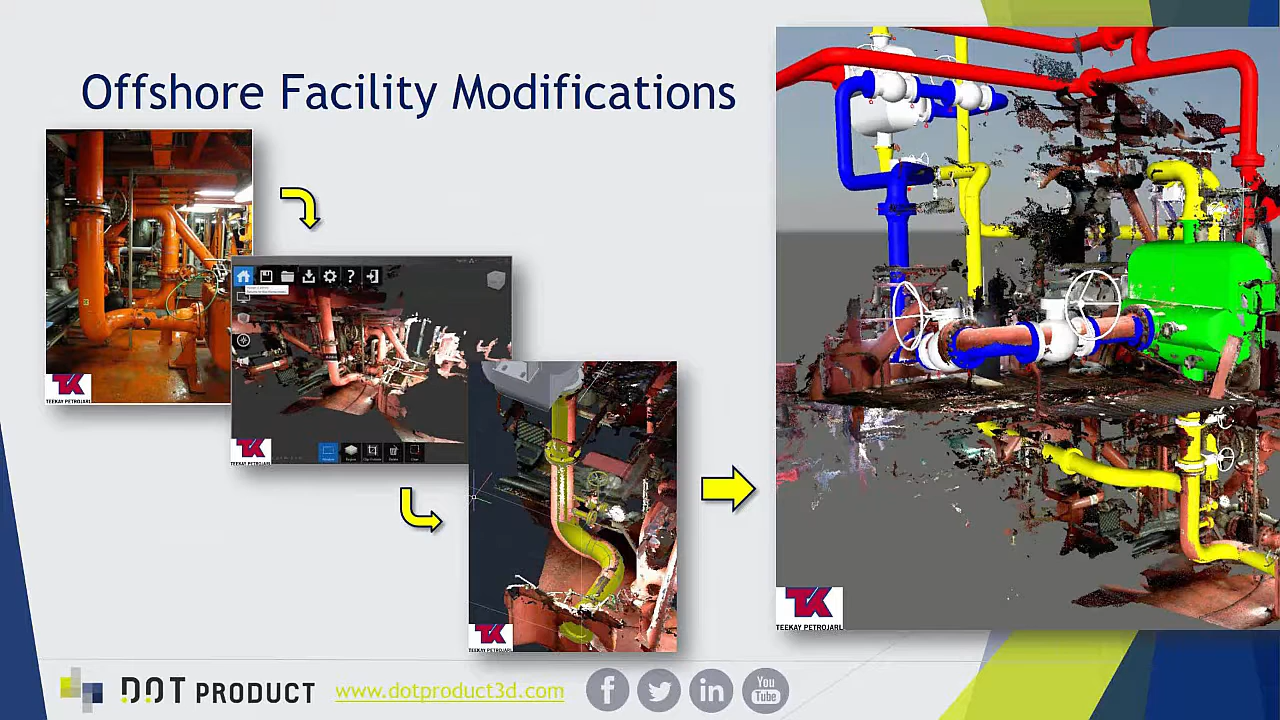 Offshore Facility Modifications
TK
TEEKAY PETROJARL
?
TK
TEEKAY PETROJARL
TK
TEEKAY PETROJARL
TK
TEEKAY PETROJARL
DOT PRODUCT
www.dotproduct3d.com
f
in
You
Tube